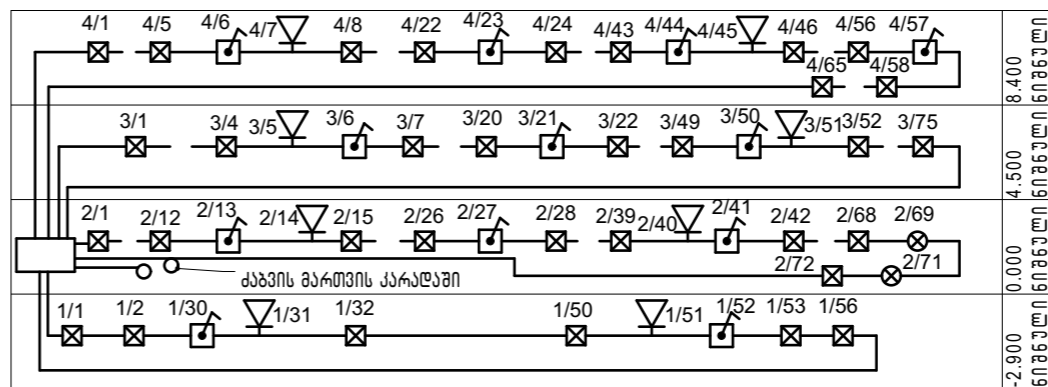 4/1 4/5 4/6 4/7 4/8 4/22 4/23 4/24 4/43 4/44 4/45 4/46 4/56 4/57
4/65 4/58
ნიშნული 8.400
3/1 3/4 3/5 3/6 3/7 3/20 3/21 3/22 3/49 3/50 3/51 3/52 3/75
ნიშნული 4.500
2/1 2/12 2/13 2/14 2/15 2/26 2/27 2/28 2/39 2/40 2/41 2/42 2/68 2/69
2/72 2/71
ძაბვის მართვის კარადაში
ნიშნული 0.000
1/1 1/2 1/30 1/31 1/32 1/50 1/51 1/52 1/53 1/56
ნიშნული -2.900